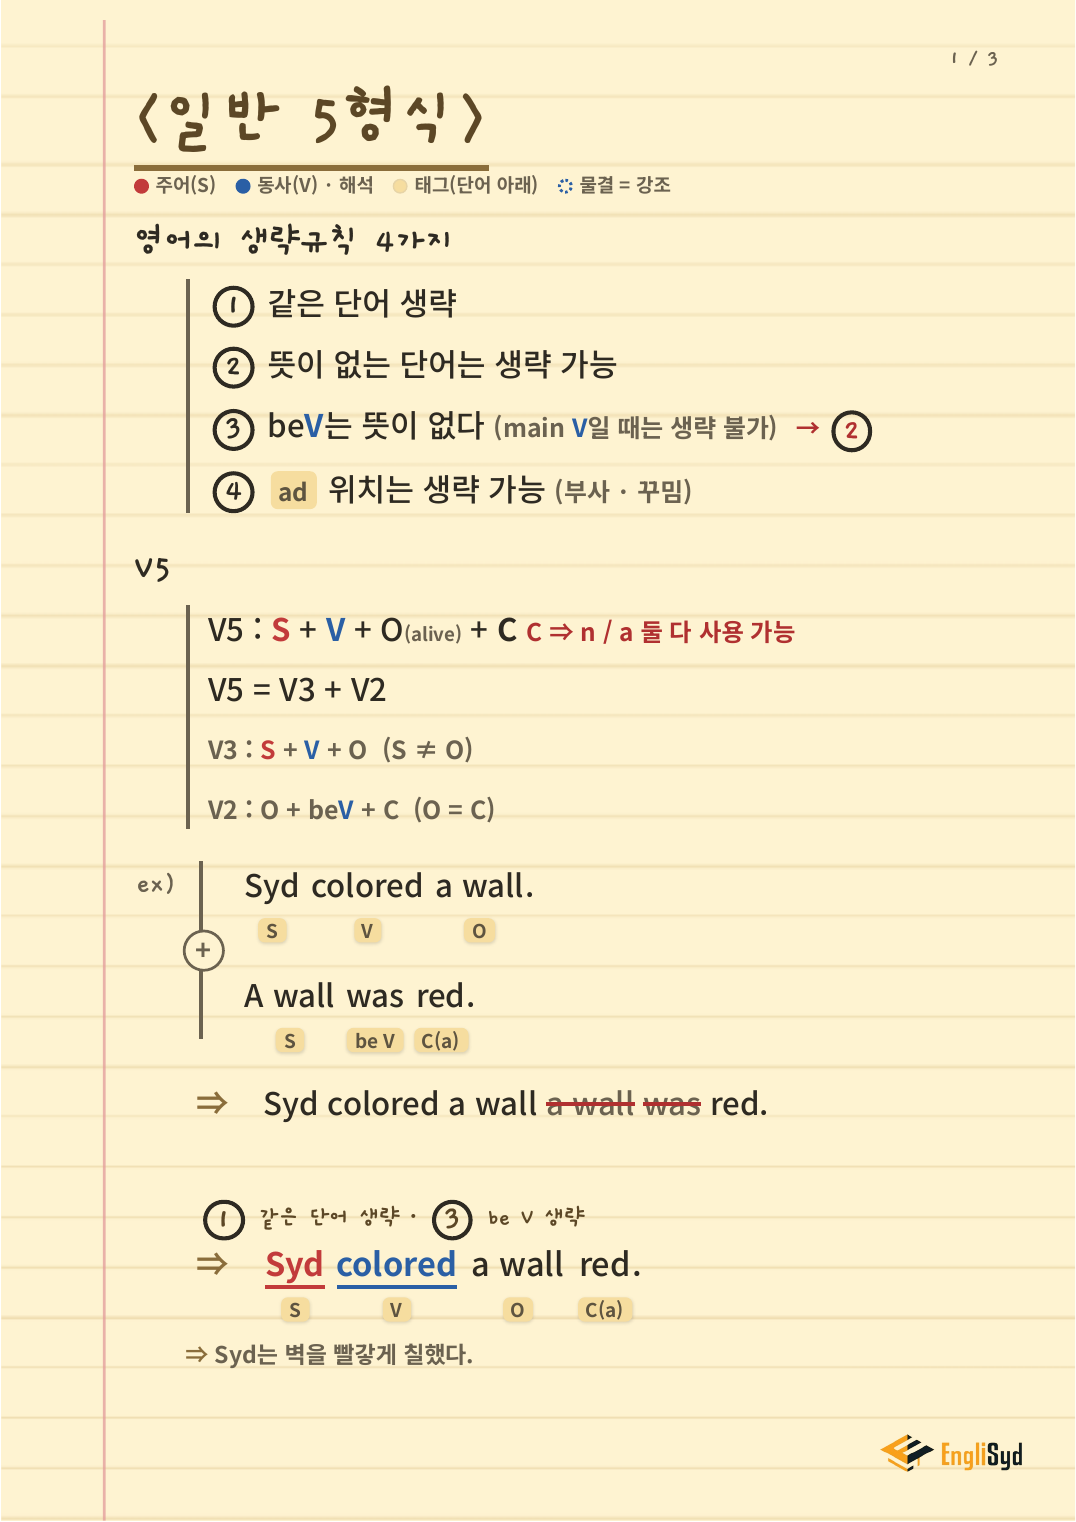 1 / 3
<일반 5형식>
주어(S) 동사(V) · 해석 태그(단어 아래) 물결 = 강조
영어의 생략규칙 4가지
① 같은 단어 생략
② 뜻이 없는 단어는 생략 가능
③ beV는 뜻이 없다 (main V일 때는 생략 불가) → ②
④ ad 위치는 생략 가능 (부사 · 꾸밈)
V5
V5 : S + V + O(alive) + C C ⇒ n / a 둘 다 사용 가능
V5 = V3 + V2
V3 : S + V + O (S ≠ O)
V2 : O + beV + C (O = C)
ex) Syd colored a wall.
S V O
+
A wall was red.
S be V C(a)
⇒ Syd colored a wall a wall was red.
① 같은 단어 생략 · ③ be V 생략
⇒ Syd colored a wall red.
S V O C(a)
⇒ Syd는 벽을 빨갛게 칠했다.
EngliSyd